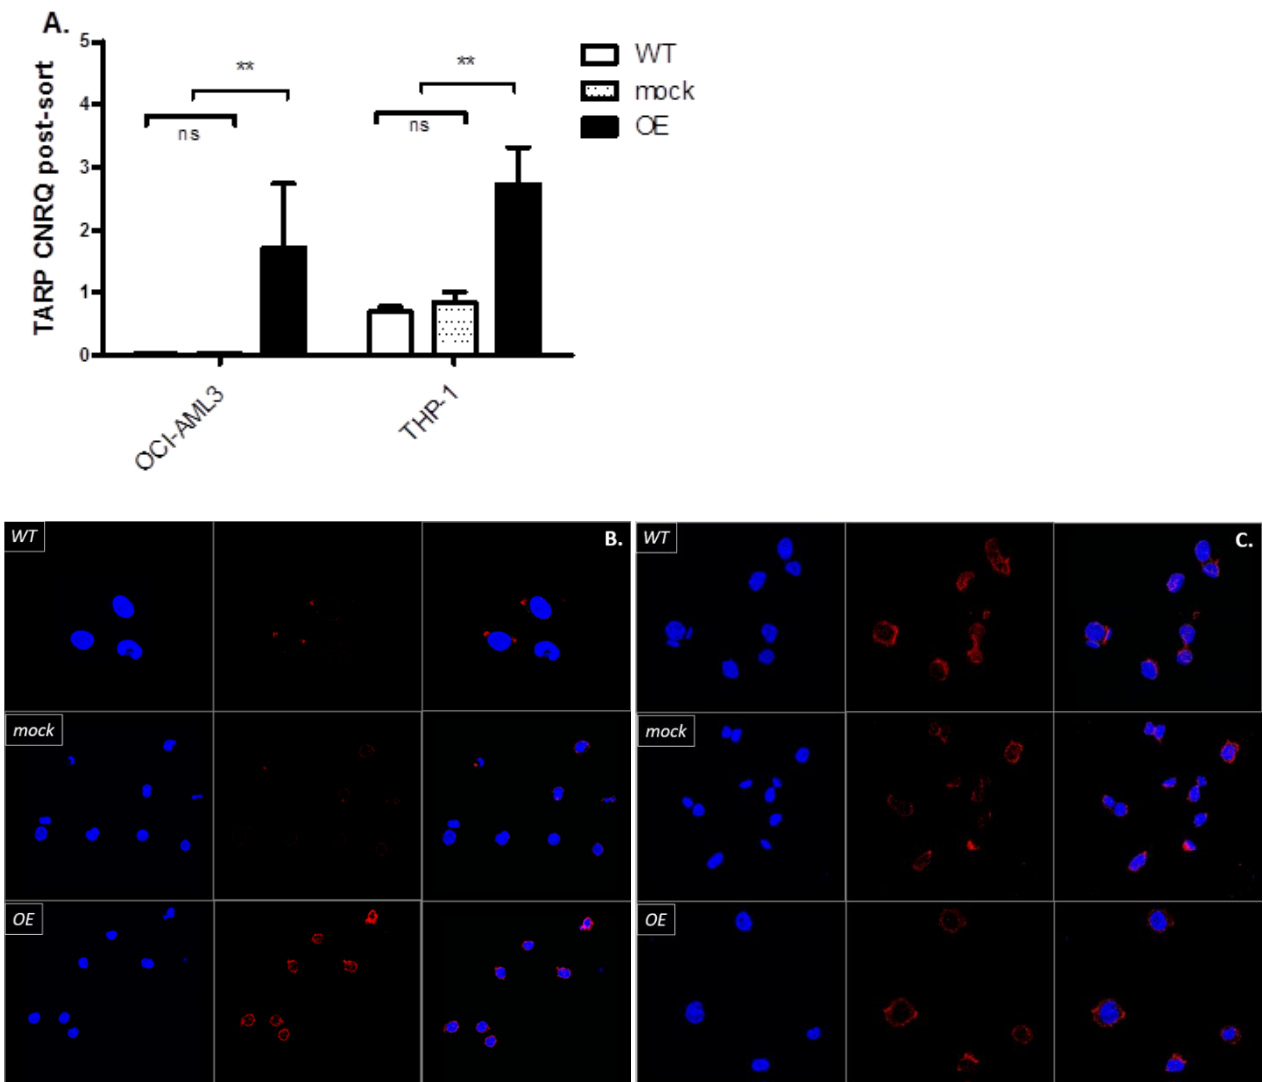 A.
TARP CNRQ post-sort
5
4
3
2
1
0
**
ns
**
ns
OCI-AML3
THP-1
WT
mock
OE
WT
B.
mock
OE
WT
C.
mock
OE